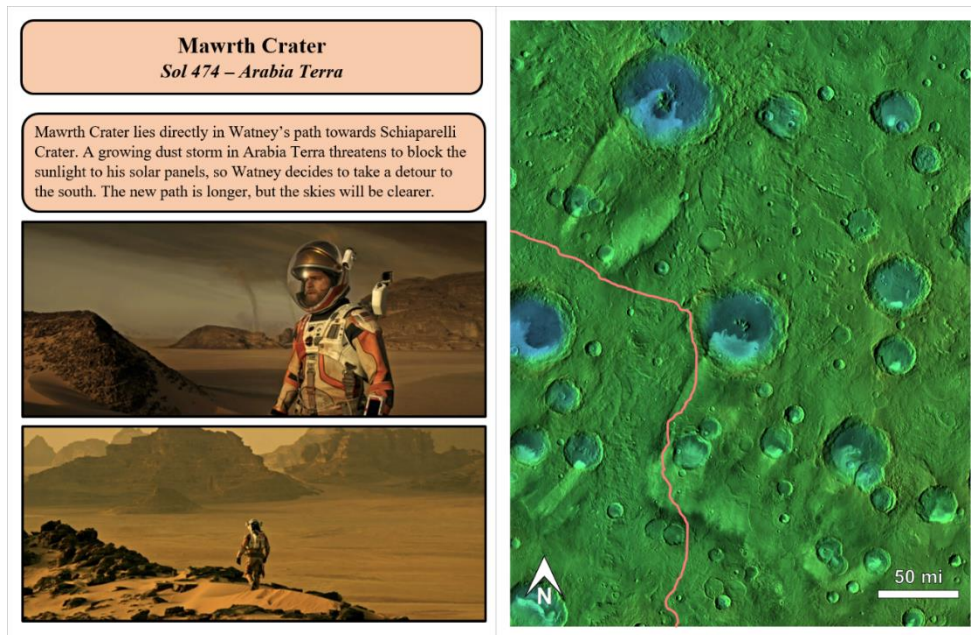 Mawrth Crater
Sol 474 – Arabia Terra
Mawrth Crater lies directly in Watney's path towards Schiaparelli
Crater. A growing dust storm in Arabia Terra threatens to block the
sunlight to his solar panels, so Watney decides to take a detour to
the south. The new path is longer, but the skies will be clearer.
N
50 mi